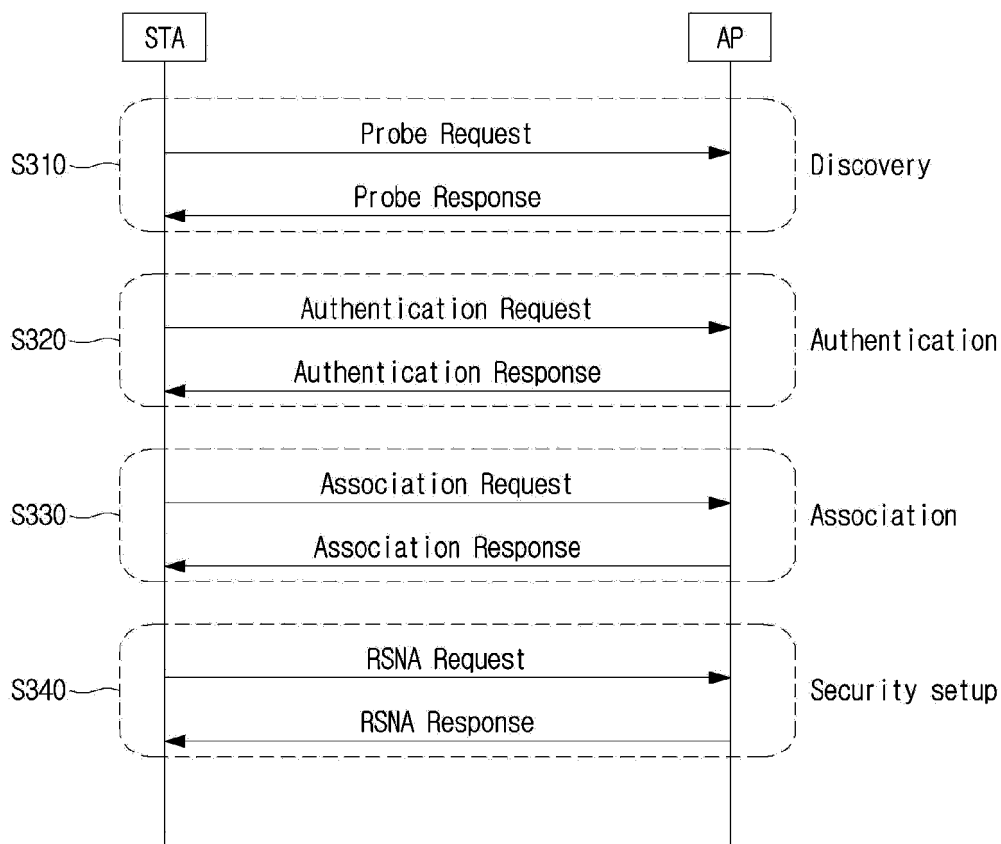 STA
AP
Probe Request
S310
Discovery
Probe Response
Authentication Request
S320
Authentication
Authentication Response
Association Request
S330
Association
Association Response
RSNA Request
S340
Security setup
RSNA Response